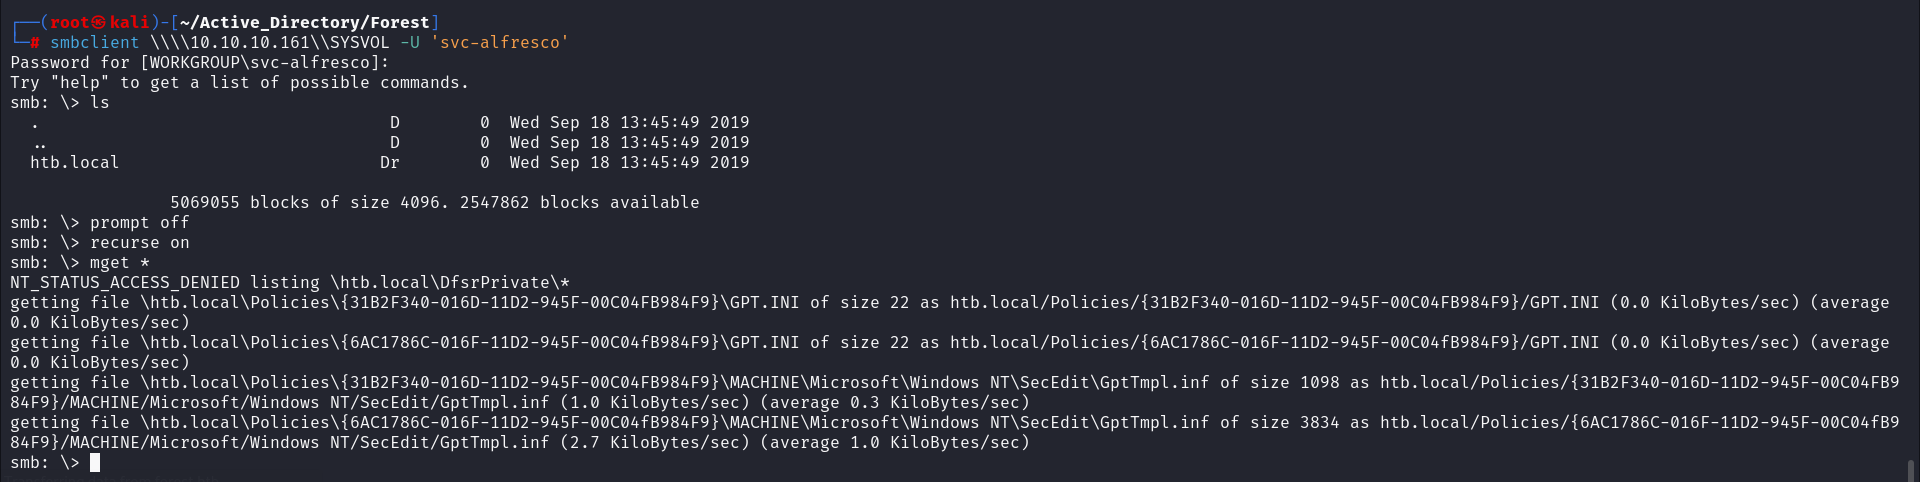 ┌──(root㉿kali)-[~/Active_Directory/Forest]
└─# smbclient \\\\10.10.10.161\\SYSVOL -U 'svc-alfresco'
Password for [WORKGROUP\svc-alfresco]:
Try "help" to get a list of possible commands.
smb: \> ls
  .                                   D        0  Wed Sep 18 13:45:49 2019
  ..                                  D        0  Wed Sep 18 13:45:49 2019
  htb.local                          Dr        0  Wed Sep 18 13:45:49 2019
                5069055 blocks of size 4096. 2547862 blocks available
smb: \> prompt off
smb: \> recurse on
smb: \> mget *
NT_STATUS_ACCESS_DENIED listing \htb.local\DfsrPrivate\*
getting file \htb.local\Policies\{31B2F340-016D-11D2-945F-00C04FB984F9}\GPT.INI of size 22 as htb.local/Policies/{31B2F340-016D-11D2-945F-00C04FB984F9}/GPT.INI (0.0 KiloBytes/sec) (average
0.0 KiloBytes/sec)
getting file \htb.local\Policies\{6AC1786C-016F-11D2-945F-00C04fB984F9}\GPT.INI of size 22 as htb.local/Policies/{6AC1786C-016F-11D2-945F-00C04fB984F9}/GPT.INI (0.0 KiloBytes/sec) (average
0.0 KiloBytes/sec)
getting file \htb.local\Policies\{31B2F340-016D-11D2-945F-00C04FB984F9}\MACHINE\Microsoft\Windows NT\SecEdit\GptTmpl.inf of size 1098 as htb.local/Policies/{31B2F340-016D-11D2-945F-00C04FB9
84F9}/MACHINE/Microsoft/Windows NT/SecEdit/GptTmpl.inf (1.0 KiloBytes/sec) (average 0.3 KiloBytes/sec)
getting file \htb.local\Policies\{6AC1786C-016F-11D2-945F-00C04fB984F9}\MACHINE\Microsoft\Windows NT\SecEdit\GptTmpl.inf of size 3834 as htb.local/Policies/{6AC1786C-016F-11D2-945F-00C04fB9
84F9}/MACHINE/Microsoft/Windows NT/SecEdit/GptTmpl.inf (2.7 KiloBytes/sec) (average 1.0 KiloBytes/sec)
smb: \>